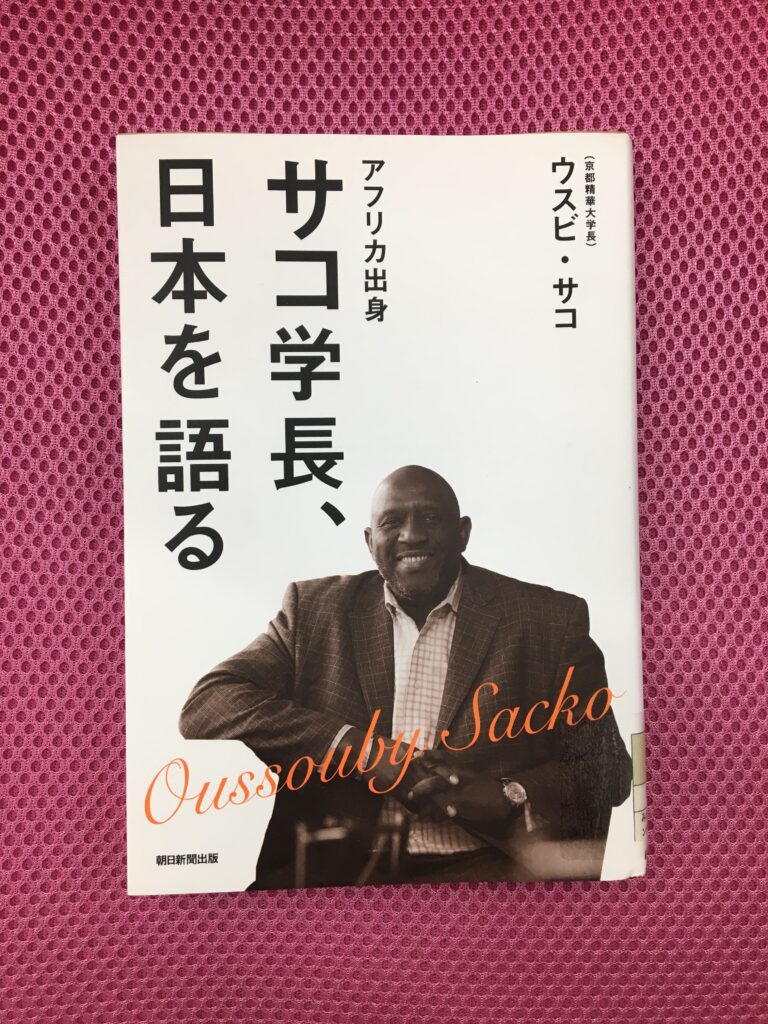 (京都精華大学長)
ウスビ・サコ
アフリカ出身
サコ学長、
日本を語る
Oussouby Sacko
朝日新聞出版